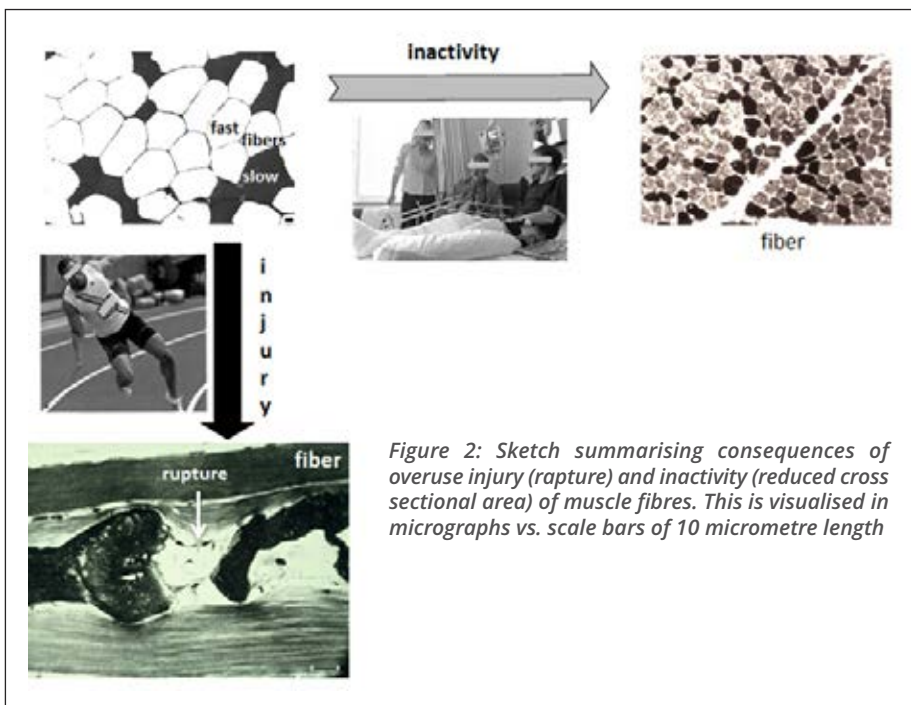 inactivity
fast
fibers
slow
fiber
injury
rupture
fiber
Figure 2: Sketch summarising consequences of
overuse injury (rapture) and inactivity (reduced cross
sectional area) of muscle fibres. This is visualised in
micrographs vs. scale bars of 10 micrometre length